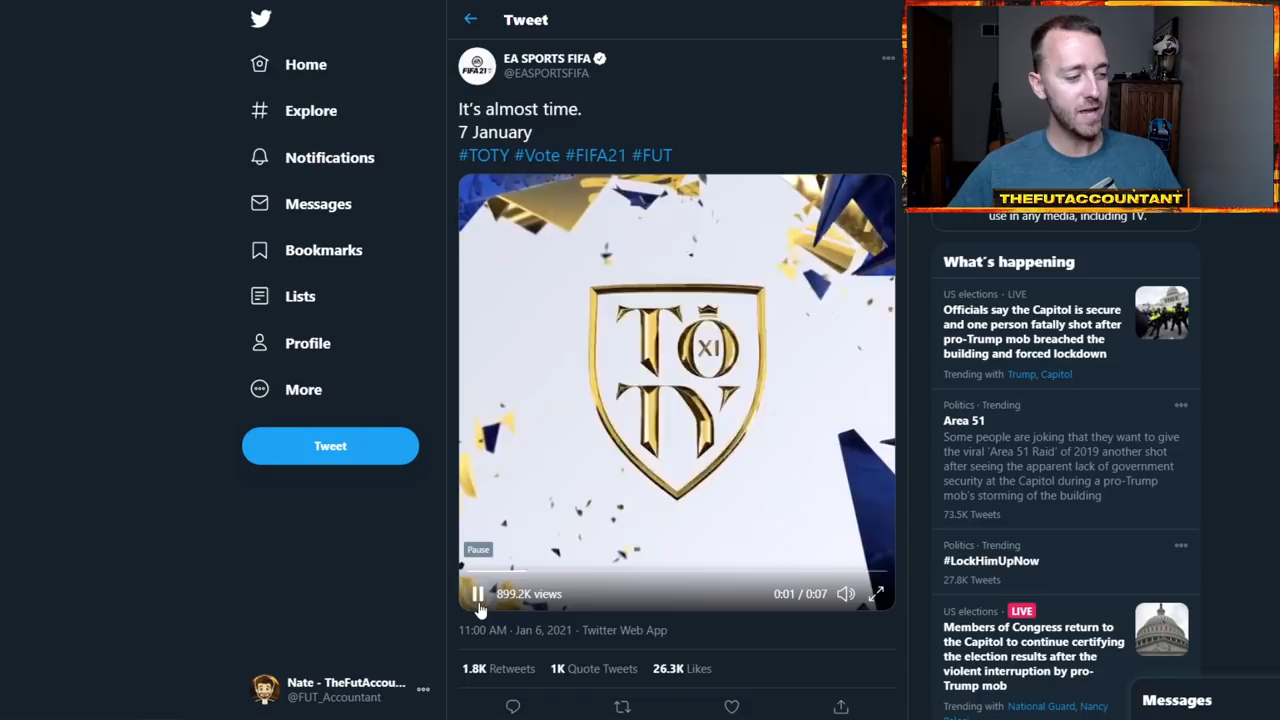 Home
Explore
Notifications
Messages
Bookmarks
Lists
Profile
More
Tweet
Nate - TheFutAccou...
@FUT_Accountant
Tweet
EA SPORTS FIFA
@EASPORTSFIFA
It's almost time.
7 January
#TOTY #Vote #FIFA21 #FUT
TO
XI
TY
Pause
899.2K views
0:01 / 0:07
11:00 AM · Jan 6, 2021 · Twitter Web App
1.8K Retweets 1K Quote Tweets 26.3K Likes
THEFUTACCOUNTANT
use in any media, including TV.
What's happening
US elections · LIVE
Officials say the Capitol is secure
and one person fatally shot after
pro-Trump mob breached the
building and forced lockdown
Trending with Trump, Capitol
Politics · Trending
Area 51
Some people are joking that they want to give
the viral 'Area 51 Raid' of 2019 another shot
after seeing the apparent lack of government
security at the Capitol during a pro-Trump
mob's storming of the building
73.5K Tweets
Politics · Trending
#LockHimUpNow
27.8K Tweets
US elections · LIVE
Members of Congress return to
the Capitol to continue certifying
the election results after the
violent interruption by pro-
Trump mob
Trending with National Guard, Nancy
Messages